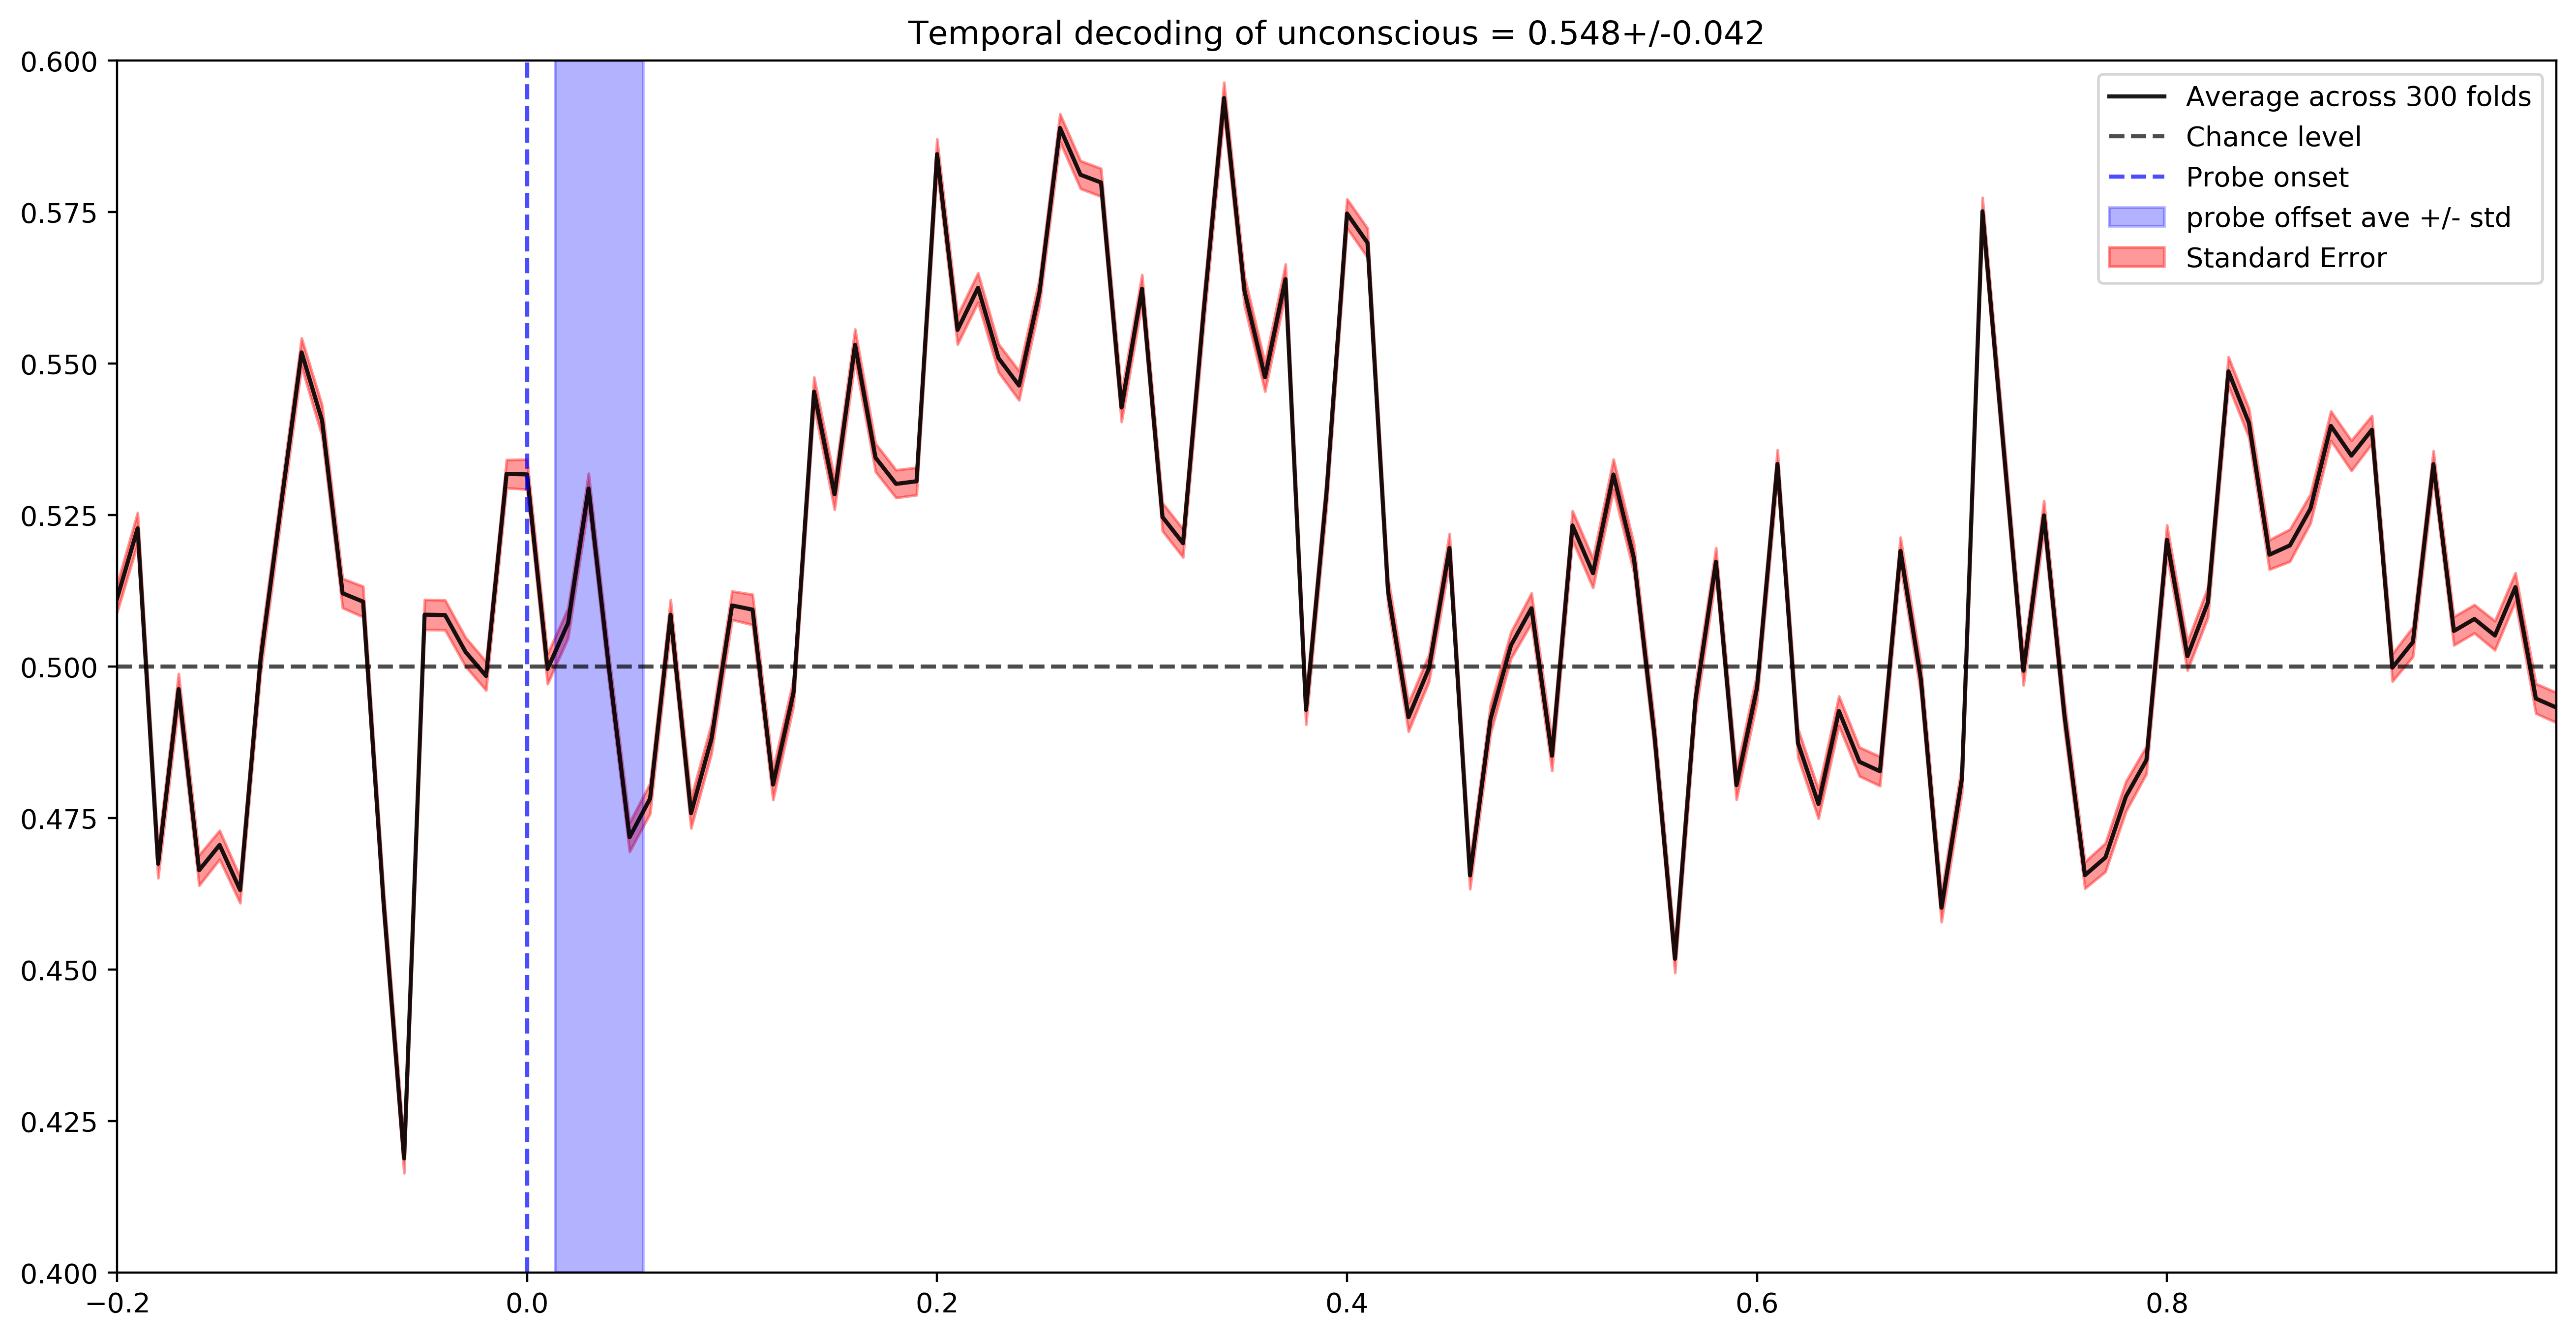 Temporal decoding of unconscious = 0.548+/-0.042
0.600
0.575
0.550
0.525
0.500
0.475
0.450
0.425
0.400
Average across 300 folds
Chance level
Probe onset
probe offset ave +/- std
Standard Error
−0.2 0.0 0.2 0.4 0.6 0.8